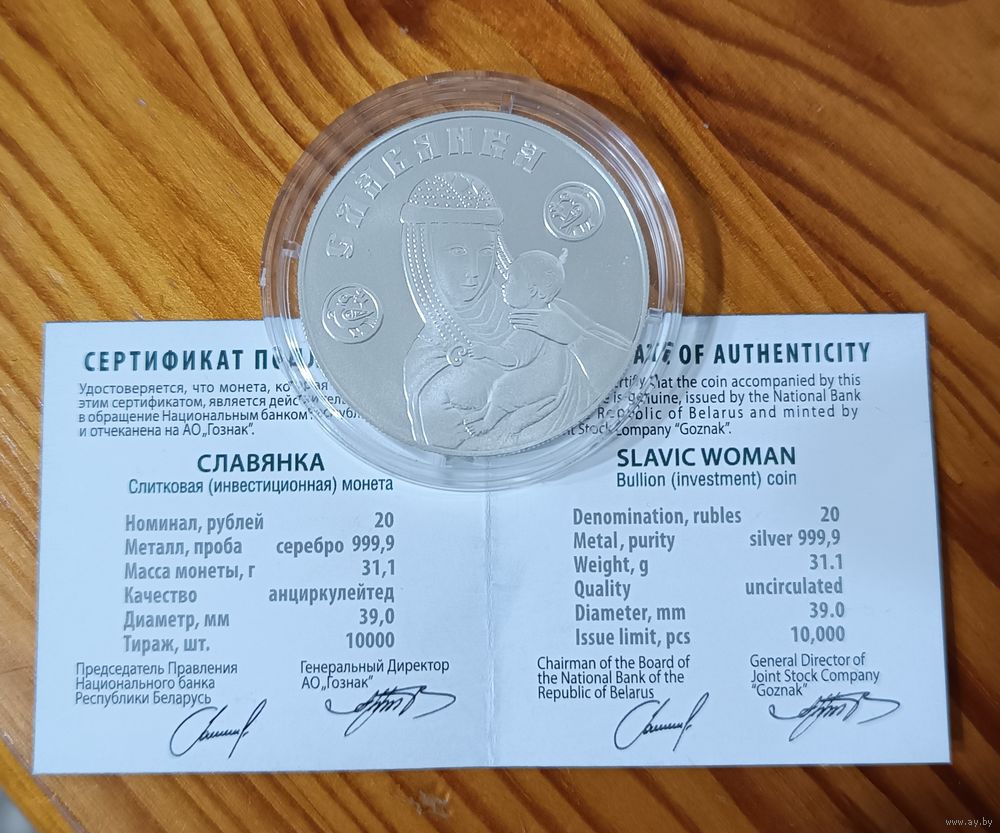 СЛАВЯНКА
СЕРТИФИКАТ
Удостоверяется, что монета,
этим сертификатом, является
в обращение Национальным банком
и отчеканена на АО„Гознак”.
СЛАВЯНКА
Слитковая (инвестиционная) монета
Номинал, рублей 20
Металл, проба серебро 999,9
Масса монеты, г 31,1
Качество анциркулейтед
Диаметр, мм 39,0
Тираж, шт. 10000
Председатель Правления
Национального банка
Республики Беларусь
Генеральный Директор
АО„Гознак”
OF AUTHENTICITY
that the coin accompanied by this
is genuine, issued by the National Bank
Republic of Belarus and minted by
Stock Company “Goznak”.
SLAVIC WOMAN
Bullion (investment) coin
Denomination, rubles 20
Metal, purity silver 999,9
Weight, g 31.1
Quality uncirculated
Diameter, mm 39.0
Issue limit, pcs 10,000
Chairman of the Board of
the National Bank of the
Republic of Belarus
General Director of
Joint Stock Company
“Goznak”
www.ay.by